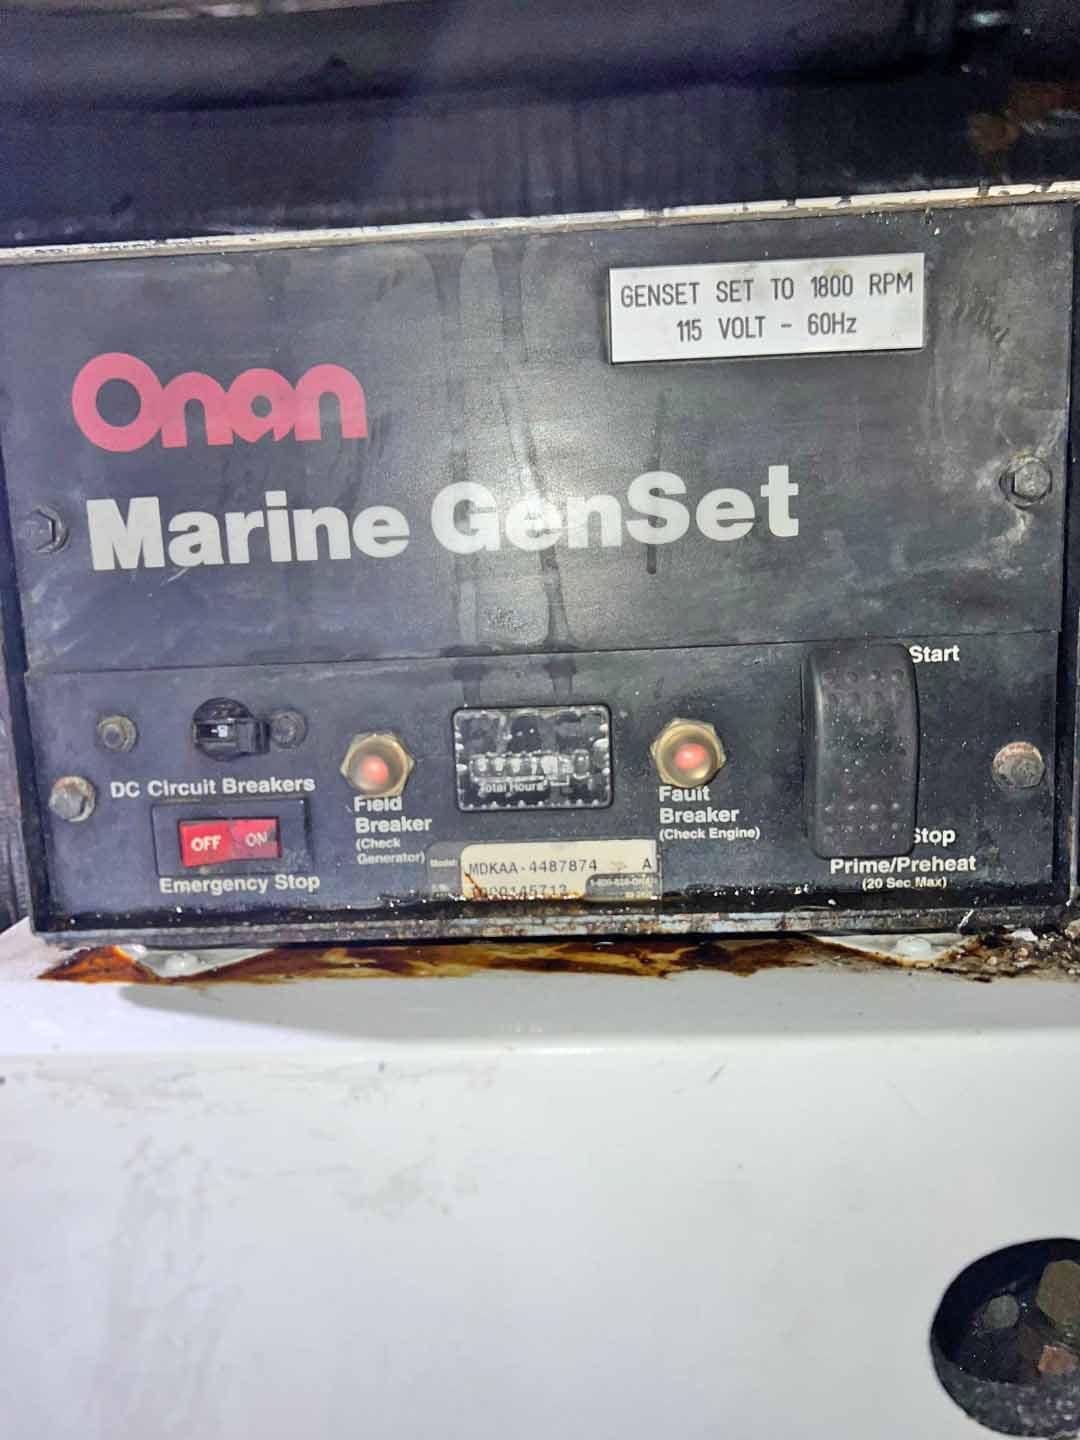 GENSET SET TO 1800 RPM
115 VOLT - 60Hz
Onan
Marine GenSet
Start
DC Circuit Breakers
OFF ON
Emergency Stop
Field
Breaker
(Check
Generator)
Total Hours
Fault
Breaker
(Check Engine)
Stop
Prime/Preheat
(20 Sec Max)
Model:
MDKAA-4487874 A